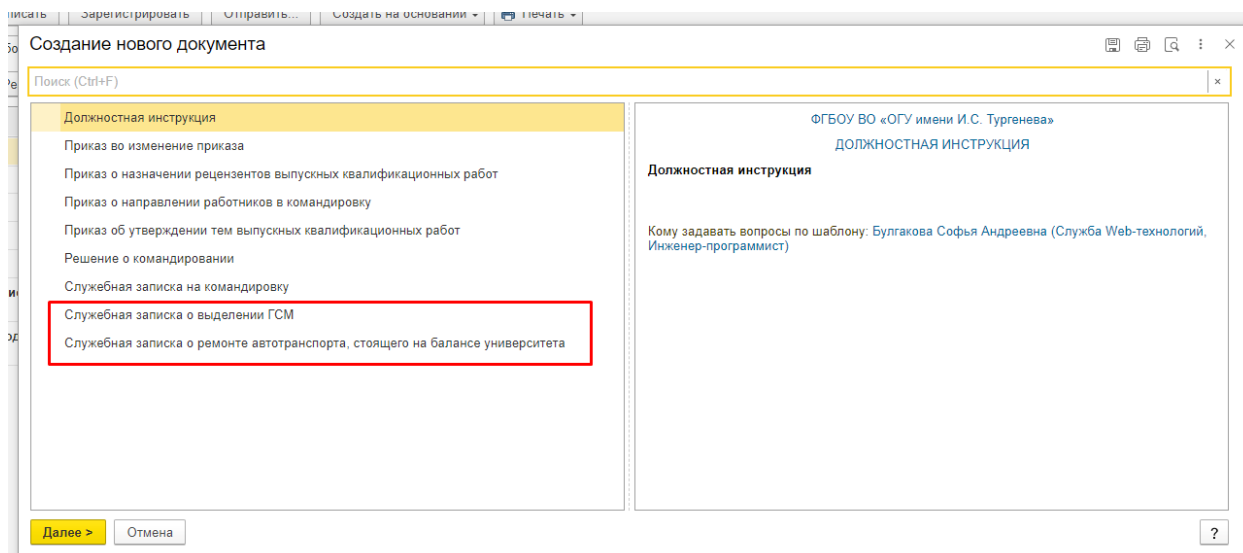 Зарегистрировать Отправить... Создать на основании Печать
Создание нового документа
Поиск (Ctrl+F) ×
Должностная инструкция
Приказ во изменение приказа
Приказ о назначении рецензентов выпускных квалификационных работ
Приказ о направлении работников в командировку
Приказ об утверждении тем выпускных квалификационных работ
Решение о командировании
Служебная записка на командировку
Служебная записка о выделении ГСМ
Служебная записка о ремонте автотранспорта, стоящего на балансе университета
ФГБОУ ВО «ОГУ имени И.С. Тургенева»
ДОЛЖНОСТНАЯ ИНСТРУКЦИЯ
Должностная инструкция
Кому задавать вопросы по шаблону: Булгакова Софья Андреевна (Служба Web-технологий,
Инженер-программист)
Далее > Отмена ?